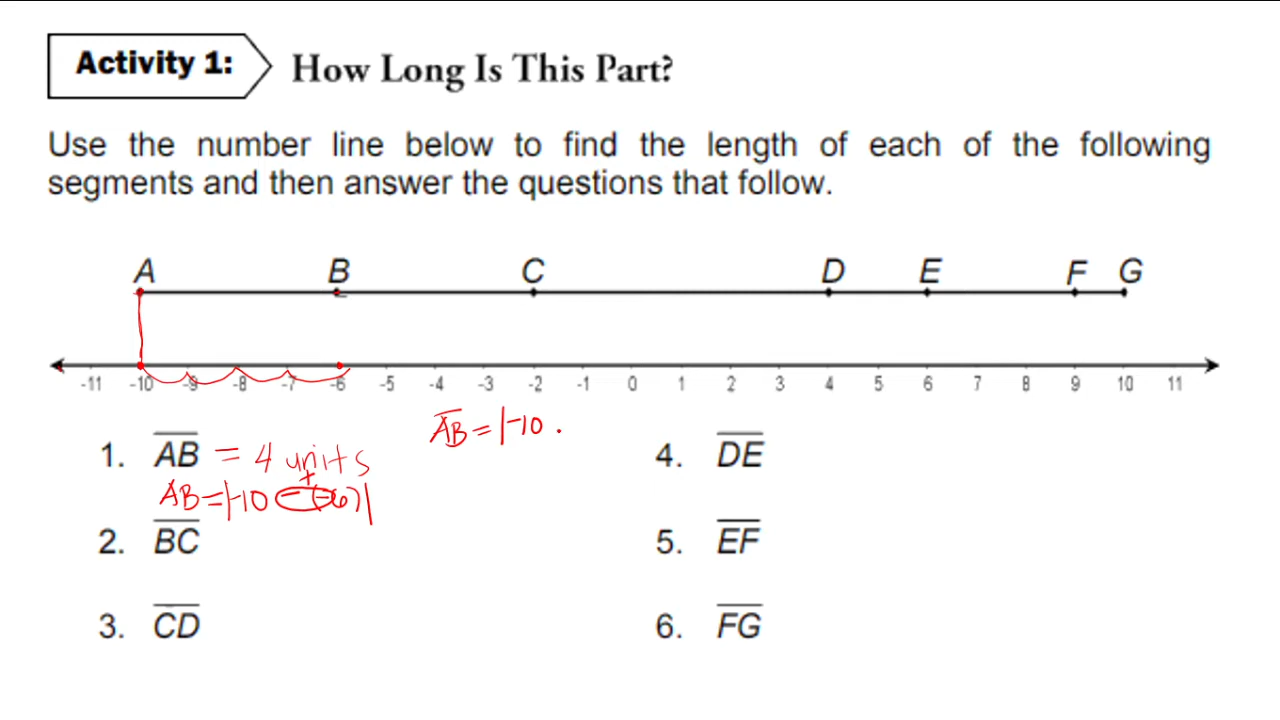 Activity 1: How Long Is This Part?
Use the number line below to find the length of each of the following
segments and then answer the questions that follow.
A B C D E F G
-11 -10 -9 -8 -7 -6 -5 -4 -3 -2 -1 0 1 2 3 4 5 6 7 8 9 10 11
AB = |-10 .
1. AB = 4 units
+
AB = |-10 - (-6)|
2. BC
3. CD
4. DE
5. EF
6. FG